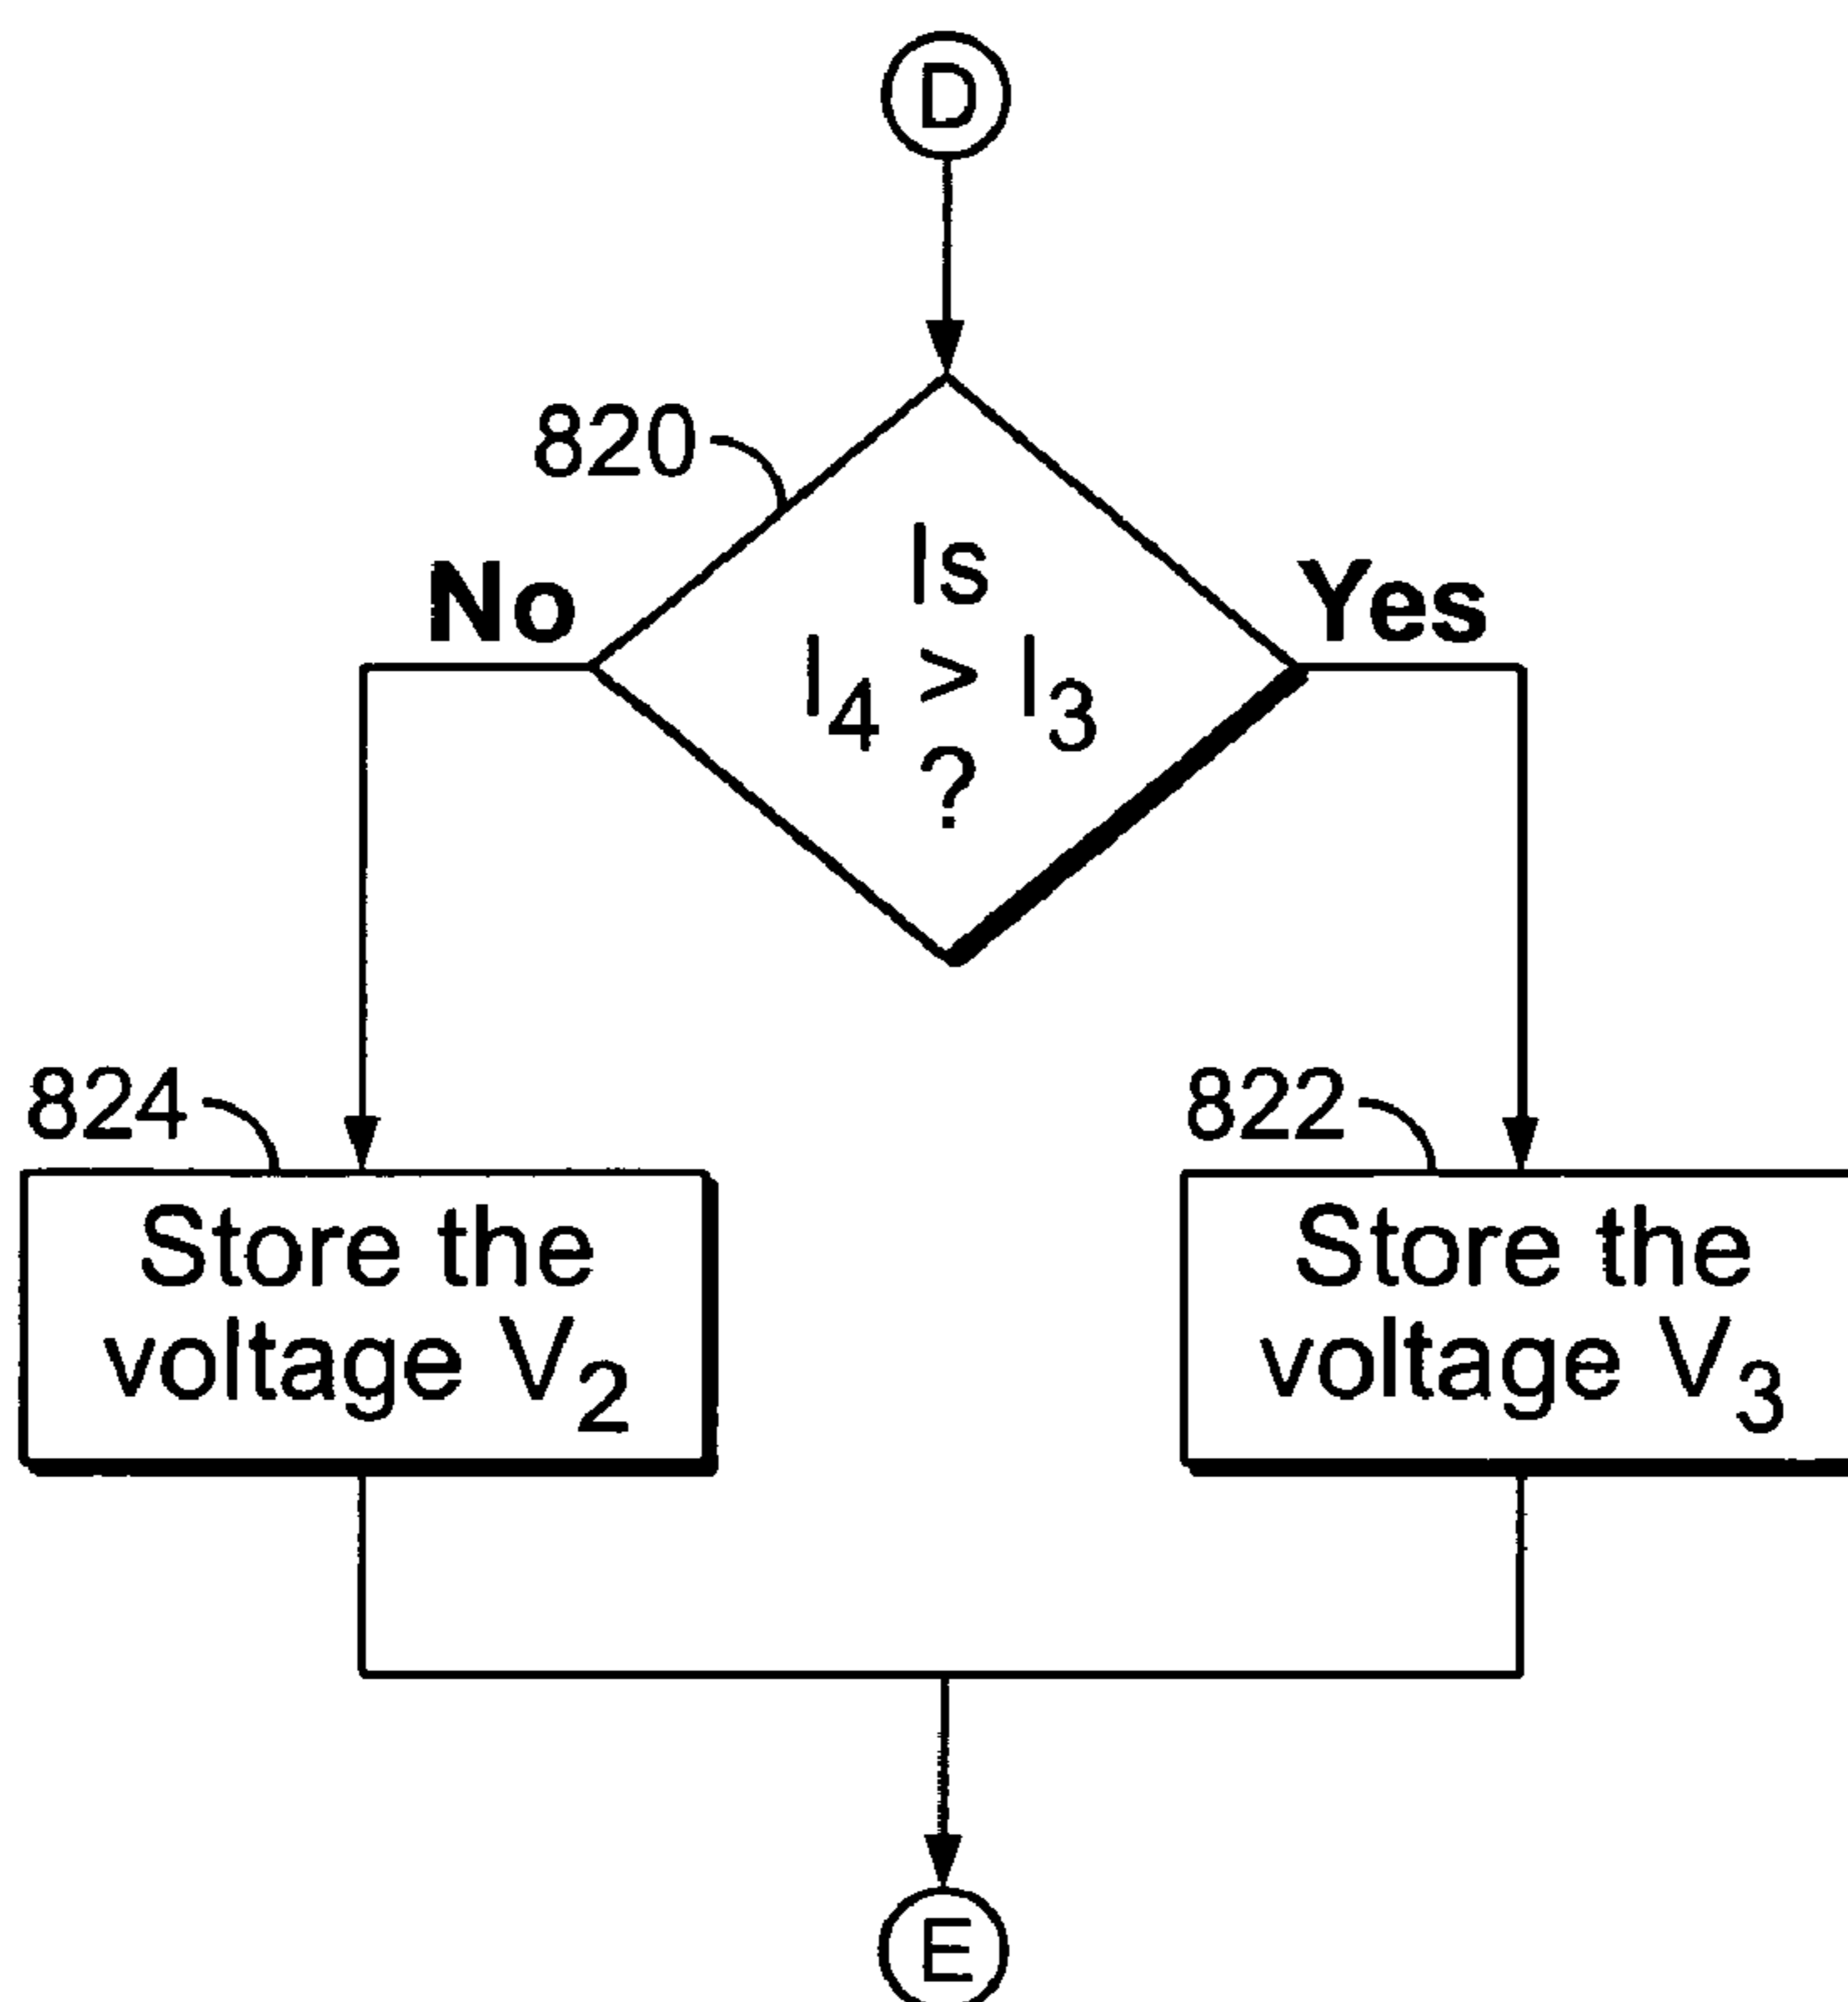 D
820
Is
No
Yes
I₄ > I₃
?
824
822
Store the
voltage V₂
Store the
voltage V₃
E